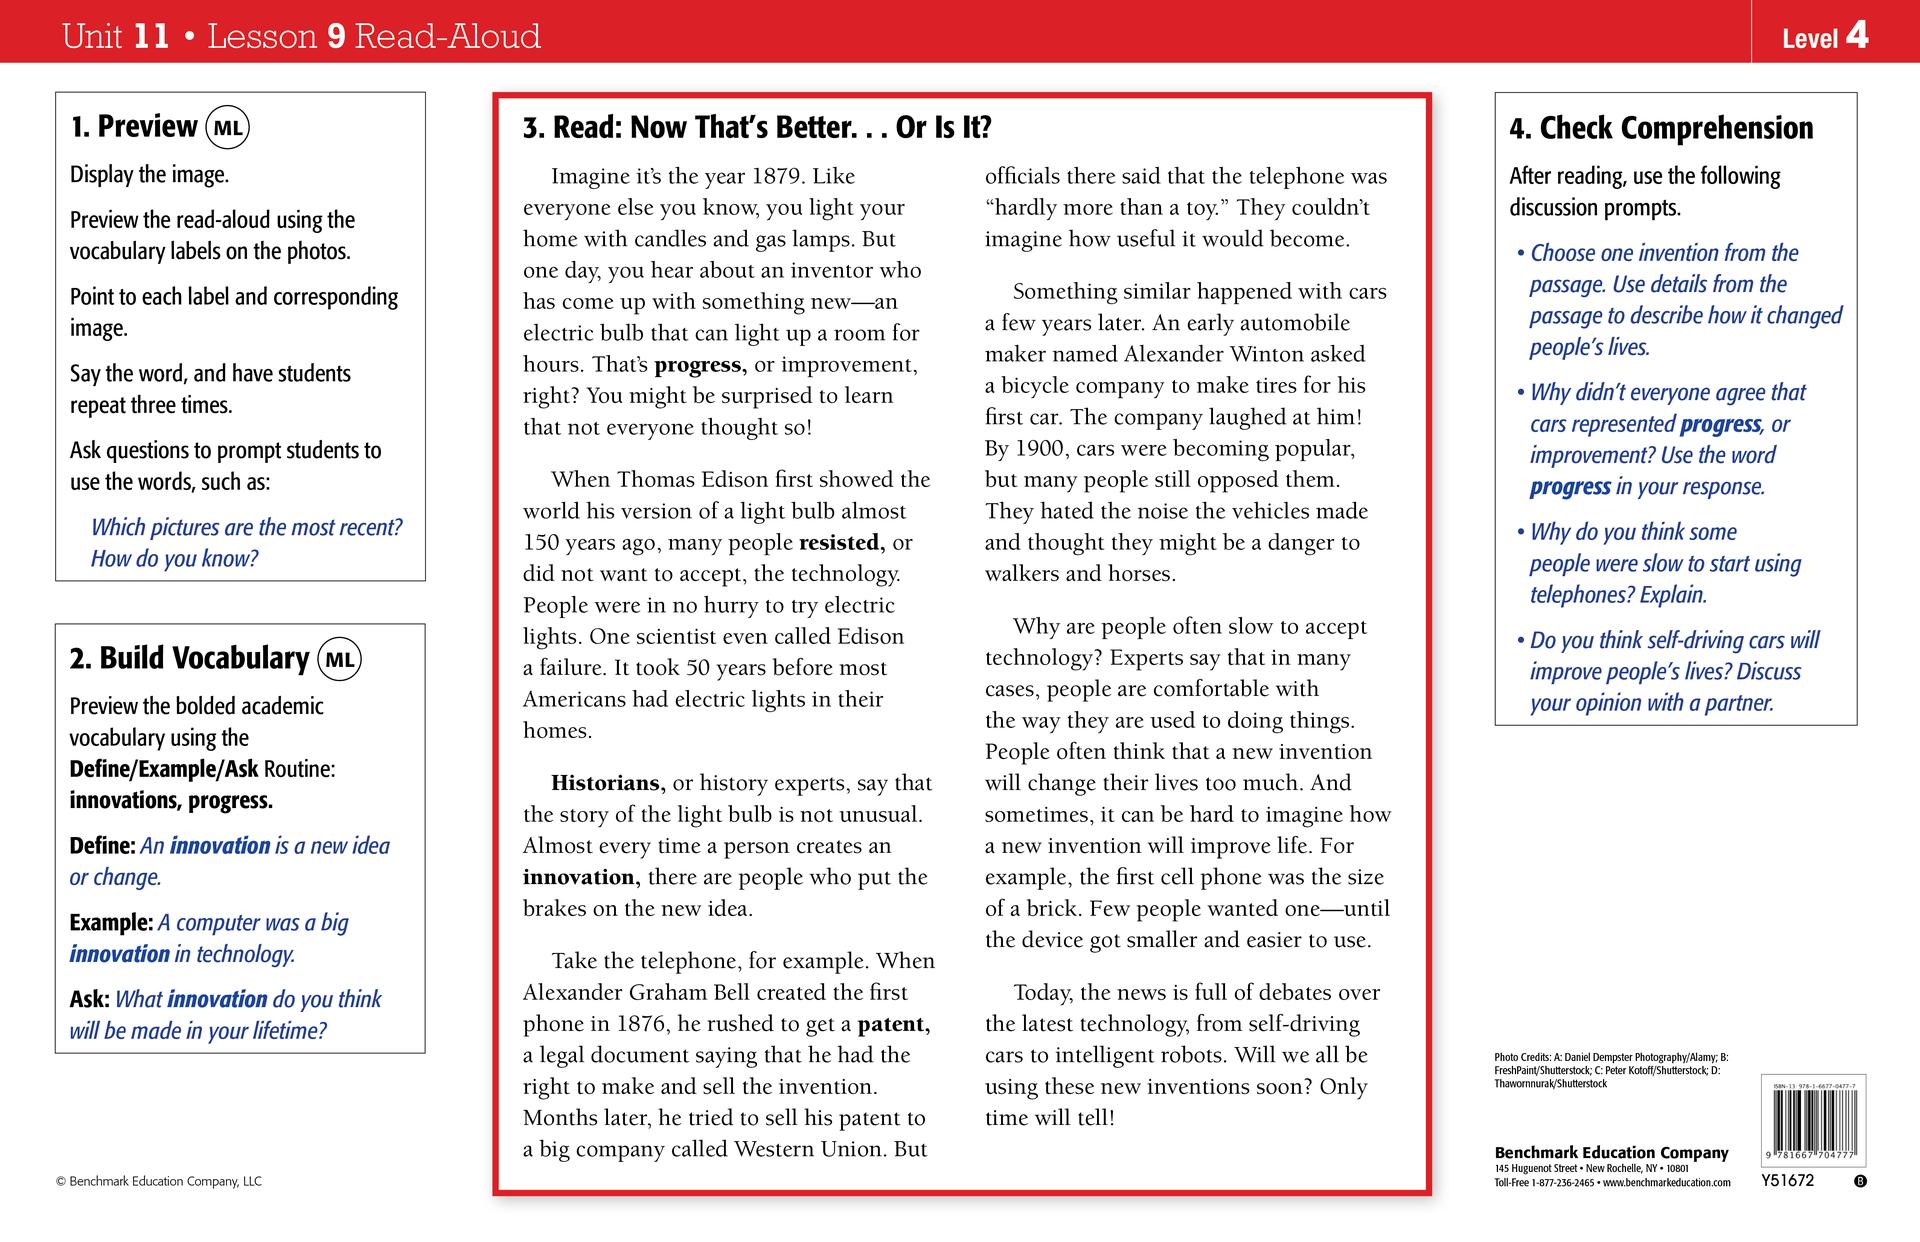 Unit 11 • Lesson 9 Read-Aloud
Level 4
1. Preview ML
Display the image.
Preview the read-aloud using the
vocabulary labels on the photos.
Point to each label and corresponding
image.
Say the word, and have students
repeat three times.
Ask questions to prompt students to
use the words, such as:
Which pictures are the most recent?
How do you know?
2. Build Vocabulary ML
Preview the bolded academic
vocabulary using the
Define/Example/Ask Routine:
innovations, progress.
Define: An innovation is a new idea
or change.
Example: A computer was a big
innovation in technology.
Ask: What innovation do you think
will be made in your lifetime?
© Benchmark Education Company, LLC
3. Read: Now That's Better. . . Or Is It?
Imagine it's the year 1879. Like
everyone else you know, you light your
home with candles and gas lamps. But
one day, you hear about an inventor who
has come up with something new—an
electric bulb that can light up a room for
hours. That's progress, or improvement,
right? You might be surprised to learn
that not everyone thought so!
When Thomas Edison first showed the
world his version of a light bulb almost
150 years ago, many people resisted, or
did not want to accept, the technology.
People were in no hurry to try electric
lights. One scientist even called Edison
a failure. It took 50 years before most
Americans had electric lights in their
homes.
Historians, or history experts, say that
the story of the light bulb is not unusual.
Almost every time a person creates an
innovation, there are people who put the
brakes on the new idea.
Take the telephone, for example. When
Alexander Graham Bell created the first
phone in 1876, he rushed to get a patent,
a legal document saying that he had the
right to make and sell the invention.
Months later, he tried to sell his patent to
a big company called Western Union. But
officials there said that the telephone was
“hardly more than a toy.” They couldn't
imagine how useful it would become.
Something similar happened with cars
a few years later. An early automobile
maker named Alexander Winton asked
a bicycle company to make tires for his
first car. The company laughed at him!
By 1900, cars were becoming popular,
but many people still opposed them.
They hated the noise the vehicles made
and thought they might be a danger to
walkers and horses.
Why are people often slow to accept
technology? Experts say that in many
cases, people are comfortable with
the way they are used to doing things.
People often think that a new invention
will change their lives too much. And
sometimes, it can be hard to imagine how
a new invention will improve life. For
example, the first cell phone was the size
of a brick. Few people wanted one—until
the device got smaller and easier to use.
Today, the news is full of debates over
the latest technology, from self-driving
cars to intelligent robots. Will we all be
using these new inventions soon? Only
time will tell!
4. Check Comprehension
After reading, use the following
discussion prompts.
• Choose one invention from the
passage. Use details from the
passage to describe how it changed
people's lives.
• Why didn't everyone agree that
cars represented progress, or
improvement? Use the word
progress in your response.
• Why do you think some
people were slow to start using
telephones? Explain.
• Do you think self-driving cars will
improve people's lives? Discuss
your opinion with a partner.
Photo Credits: A: Daniel Dempster Photography/Alamy; B:
FreshPaint/Shutterstock; C: Peter Kotoff/Shutterstock; D:
Thawornnurak/Shutterstock
Benchmark Education Company
145 Huguenot Street • New Rochelle, NY • 10801
Toll-Free 1-877-236-2465 • www.benchmarkeducation.com
ISBN-13: 978-1-6677-0477-7
9 781667 704777
Y51672
B